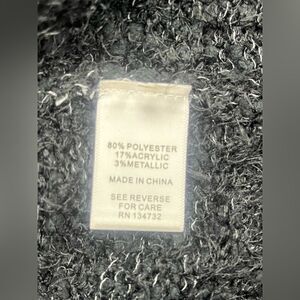 80% POLYESTER
17% ACRYLIC
3% METALLIC
MADE IN CHINA
SEE REVERSE
FOR CARE
RN 134732